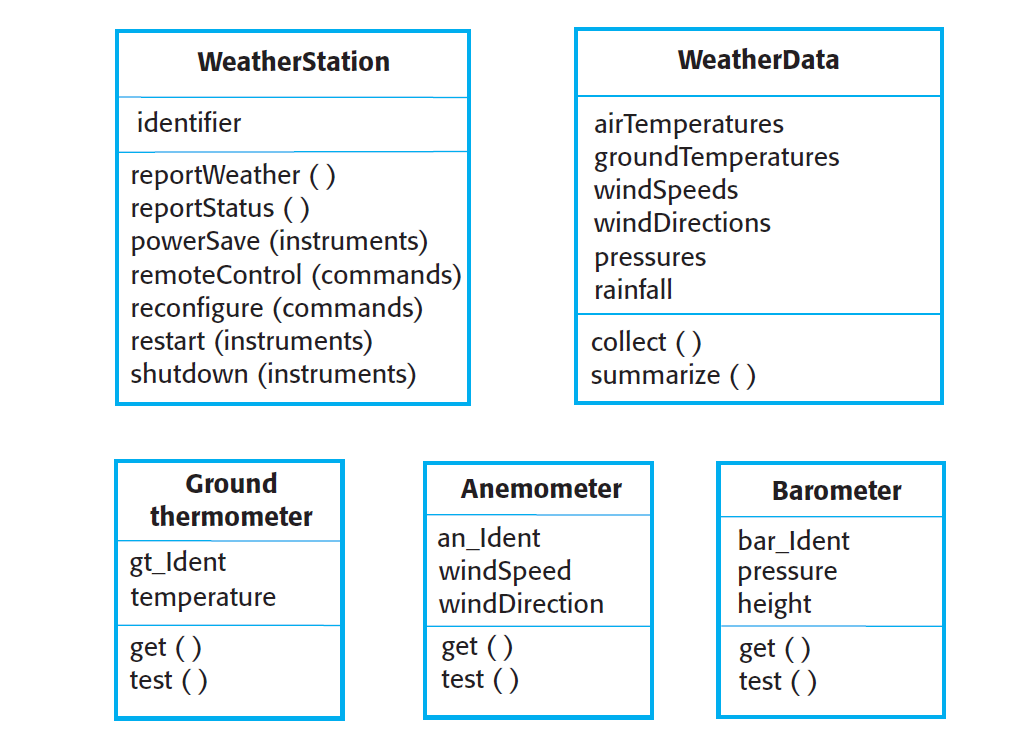 WeatherStation
identifier
reportWeather ( )
reportStatus ( )
powerSave (instruments)
remoteControl (commands)
reconfigure (commands)
restart (instruments)
shutdown (instruments)
WeatherData
airTemperatures
groundTemperatures
windSpeeds
windDirections
pressures
rainfall
collect ( )
summarize ( )
Ground
thermometer
gt_Ident
temperature
get ( )
test ( )
Anemometer
an_Ident
windSpeed
windDirection
get ( )
test ( )
Barometer
bar_Ident
pressure
height
get ( )
test ( )